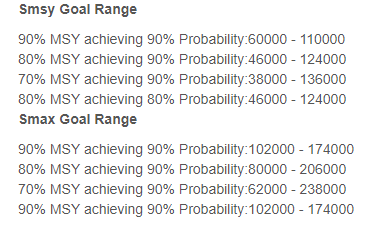 Smsy Goal Range
90% MSY achieving 90% Probability:60000 - 110000
80% MSY achieving 90% Probability:46000 - 124000
70% MSY achieving 90% Probability:38000 - 136000
80% MSY achieving 80% Probability:46000 - 124000
Smax Goal Range
90% MSY achieving 90% Probability:102000 - 174000
80% MSY achieving 90% Probability:80000 - 206000
70% MSY achieving 90% Probability:62000 - 238000
90% MSY achieving 90% Probability:102000 - 174000